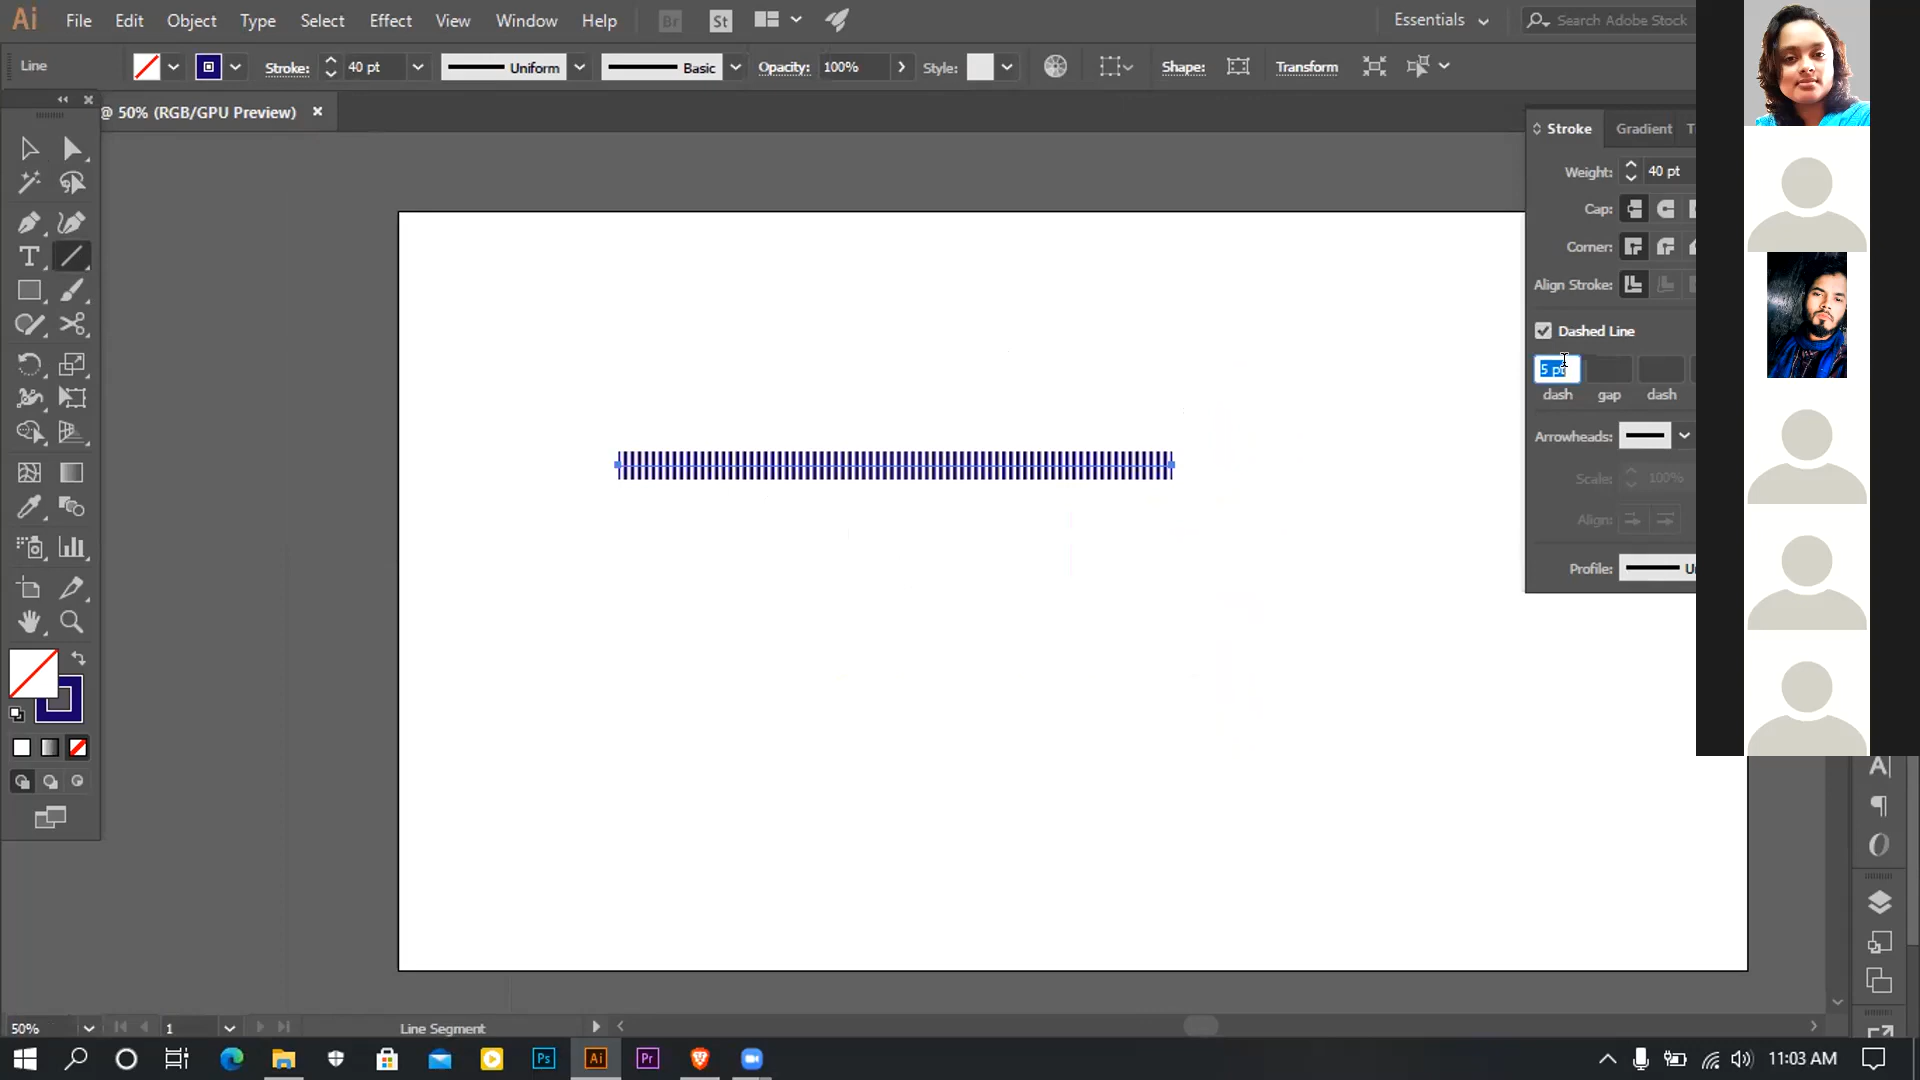 Ai File Edit Object Type Select Effect View Window Help Br St Essentials Search Adobe Stock
Line Stroke: 40 pt Uniform Basic Opacity: 100% Style: Shape: Transform
@ 50% (RGB/GPU Preview) ×
Stroke Gradient
Weight: 40 pt
Cap:
Corner:
Align Stroke:
Dashed Line
5 pt
dash gap dash
Arrowheads:
Scale: 100%
Align:
Profile:
50% 1 Line Segment
Ps Ai Pr 11:03 AM